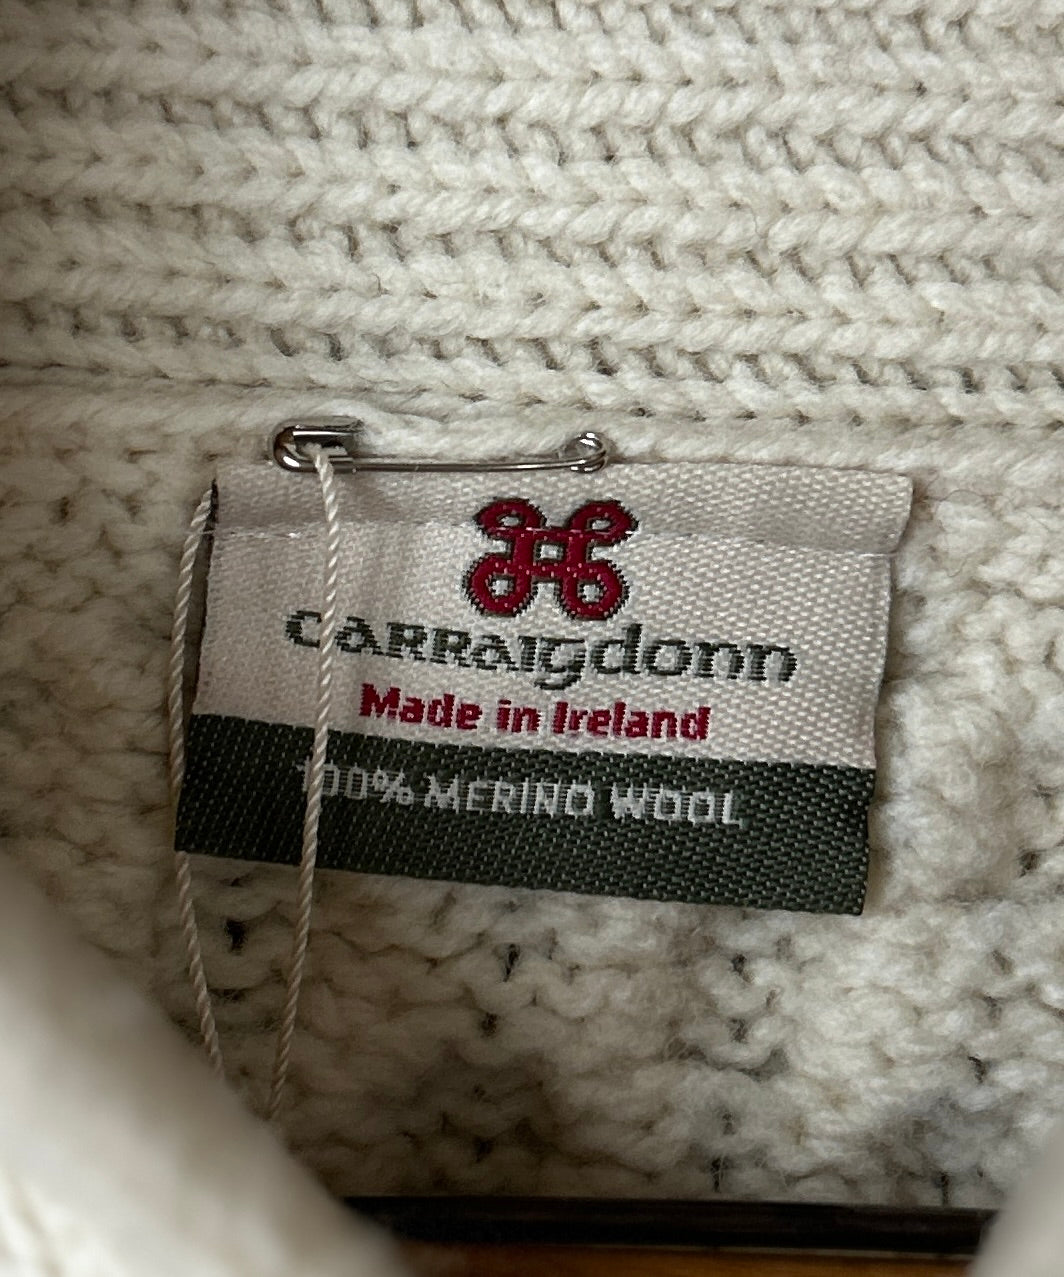 CARRAIGdonn
Made in Ireland
100% MERINO WOOL